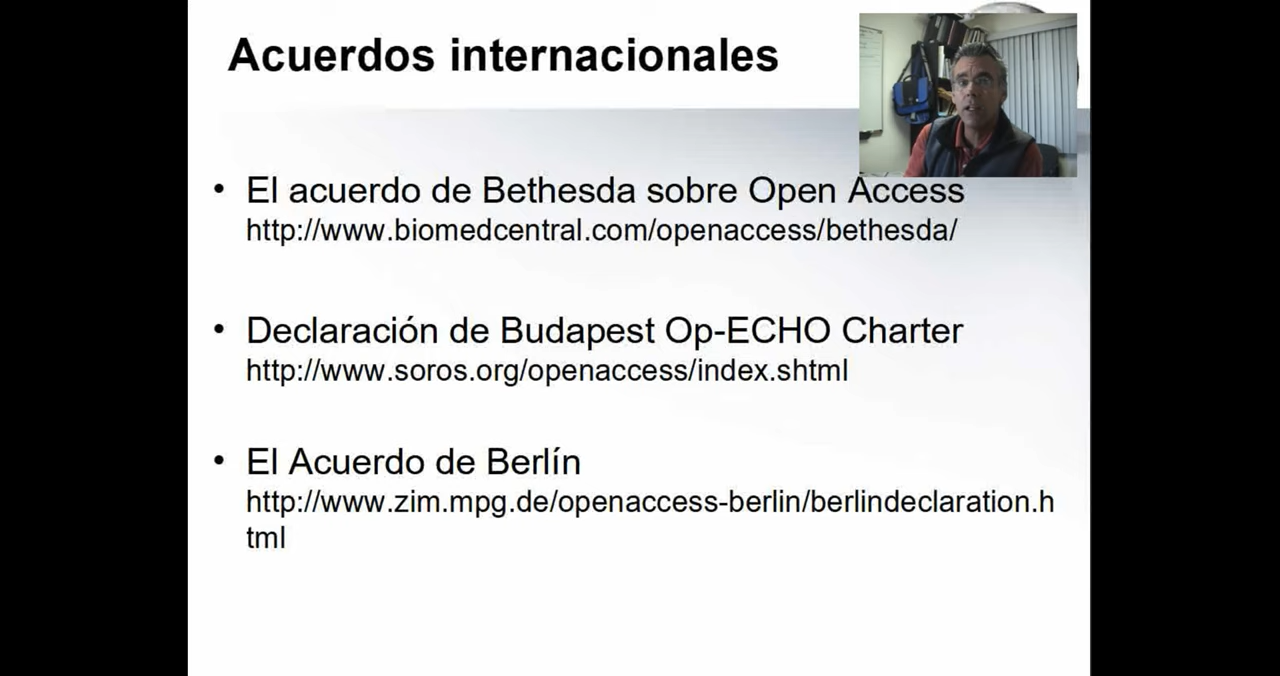 Acuerdos internacionales
• El acuerdo de Bethesda sobre Open Access
http://www.biomedcentral.com/openaccess/bethesda/
• Declaración de Budapest Op-ECHO Charter
http://www.soros.org/openaccess/index.shtml
• El Acuerdo de Berlín
http://www.zim.mpg.de/openaccess-berlin/berlindeclaration.h
tml